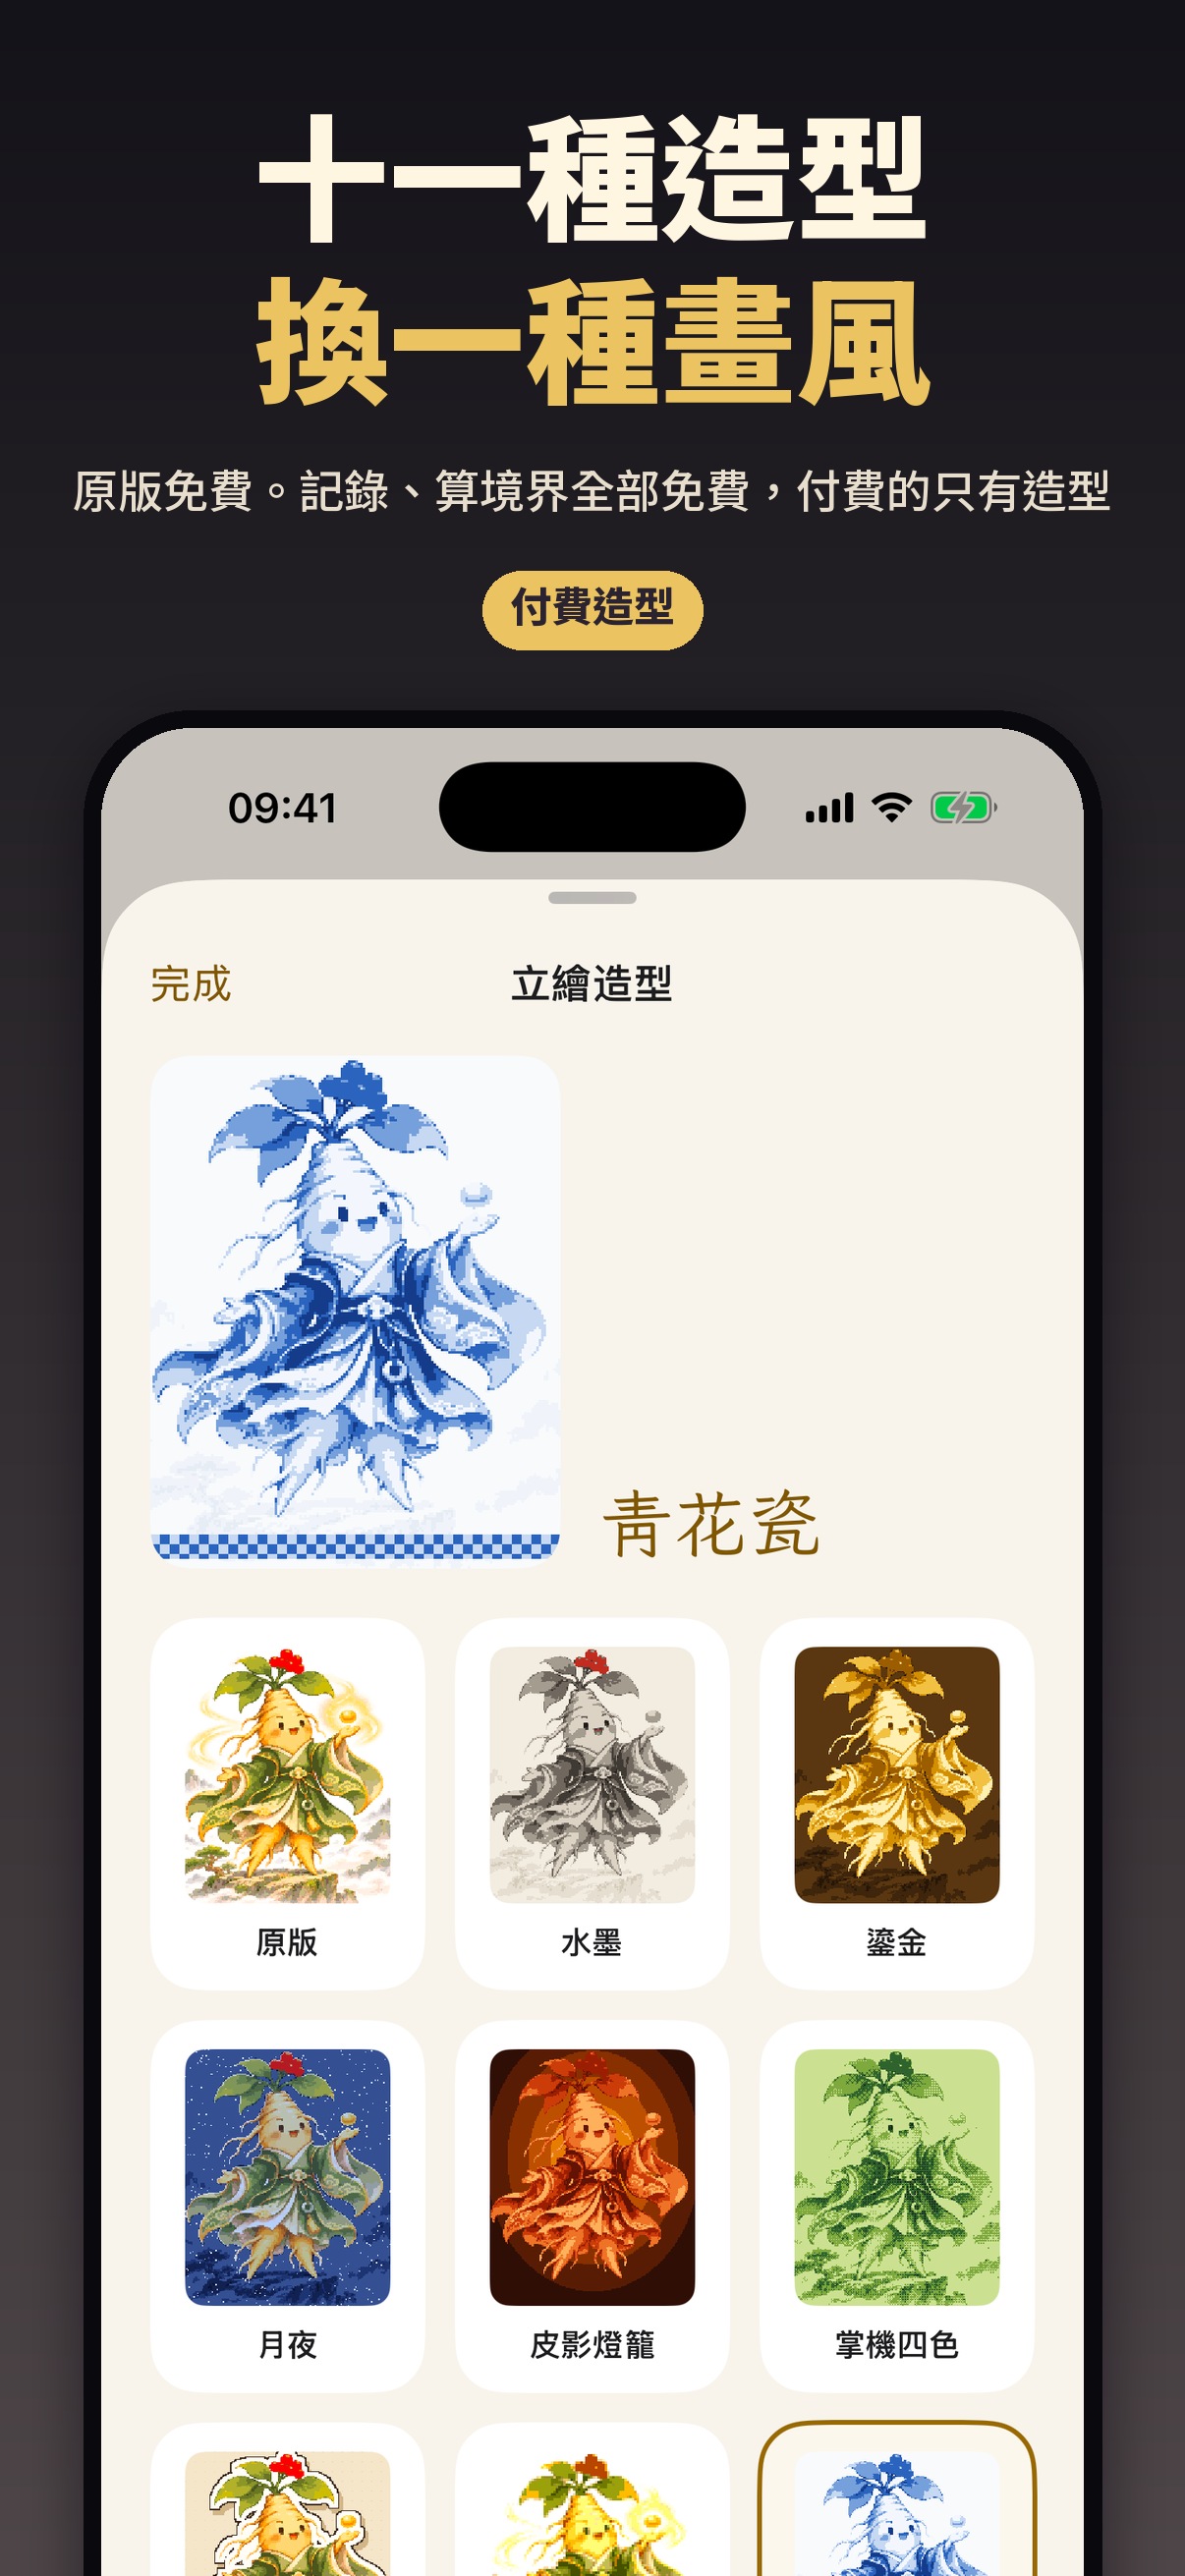 十一種造型
換一種畫風
原版免費。記錄、算境界全部免費，付費的只有造型
付費造型
09:41
完成
立繪造型
青花瓷
原版
水墨
鎏金
月夜
皮影燈籠
掌機四色